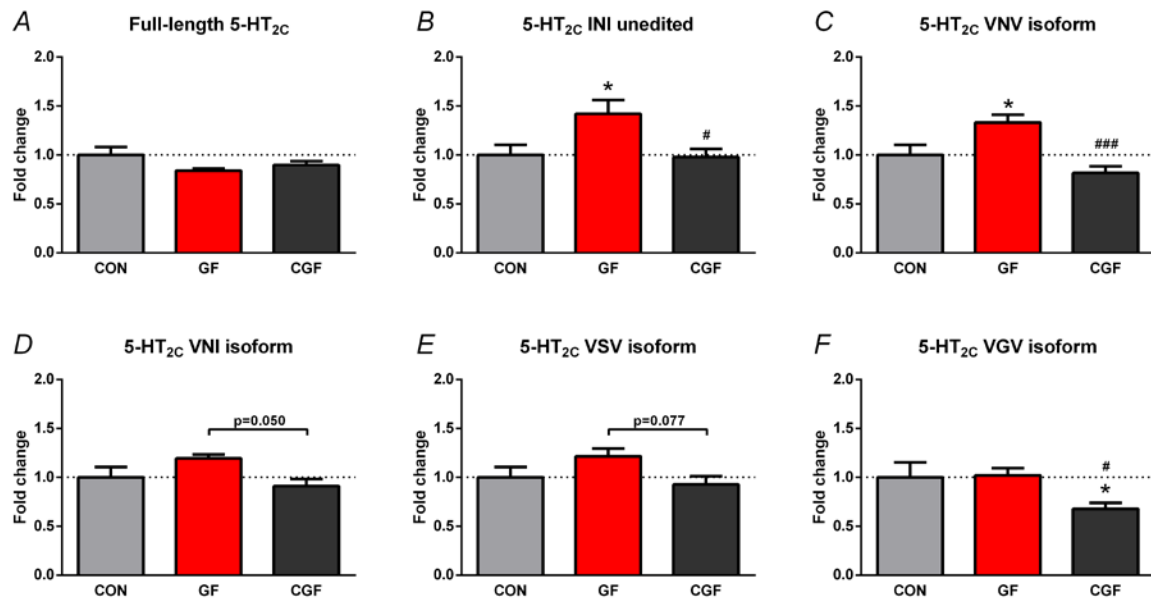 A Full-length 5-HT2C
Fold change
2.0
1.5
1.0
0.5
0.0
CON GF CGF
B 5-HT2C INI unedited
Fold change
2.0
1.5
1.0
0.5
0.0
*
#
CON GF CGF
C 5-HT2C VNV isoform
Fold change
2.0
1.5
1.0
0.5
0.0
*
###
CON GF CGF
D 5-HT2C VNI isoform
Fold change
2.0
1.5
1.0
0.5
0.0
p=0.050
CON GF CGF
E 5-HT2C VSV isoform
Fold change
2.0
1.5
1.0
0.5
0.0
p=0.077
CON GF CGF
F 5-HT2C VGV isoform
Fold change
2.0
1.5
1.0
0.5
0.0
#
*
CON GF CGF